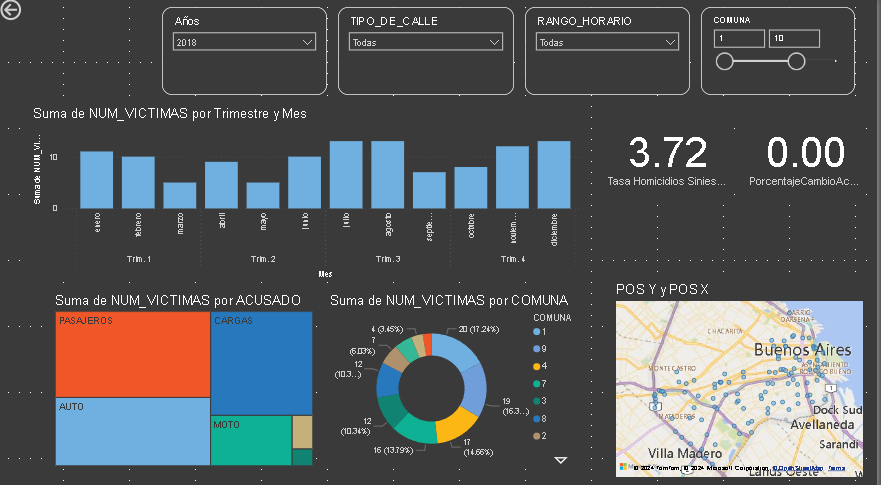 Años
2018
TIPO_DE_CALLE
Todas
RANGO_HORARIO
Todas
COMUNA
1
10
Suma de NUM_VICTIMAS por Trimestre y Mes
Suma de NUM_VI...
10
0
enero
febrero
marzo
abril
mayo
junio
julio
agosto
septie...
octubre
noviem...
diciembre
Trim. 1
Trim. 2
Trim. 3
Trim. 4
Mes
3.72
Tasa Homicidios Sinies...
0.00
PorcentajeCambioAc...
Suma de NUM_VICTIMAS por ACUSADO
PASAJEROS
CARGAS
AUTO
MOTO
Suma de NUM_VICTIMAS por COMUNA
4 (3.45%)
20 (17.24%)
7
(6.03%)
12
(10.3...)
12
(10.34%)
16 (13.79%)
17
(14.66%)
19
(16.3...)
COMUNA
1
9
4
7
3
8
2
POS Y y POS X
BARRIO
DARSENA F
CHACARITA
Buenos Aires
MONTECASTRO
MATADEROS
1
Dock Sud
Avellaneda
Sarandí
Villa Madero
Lanús Oeste
© 2024 TomTom, © 2024 Microsoft Corporation, © OpenStreetMap Terms